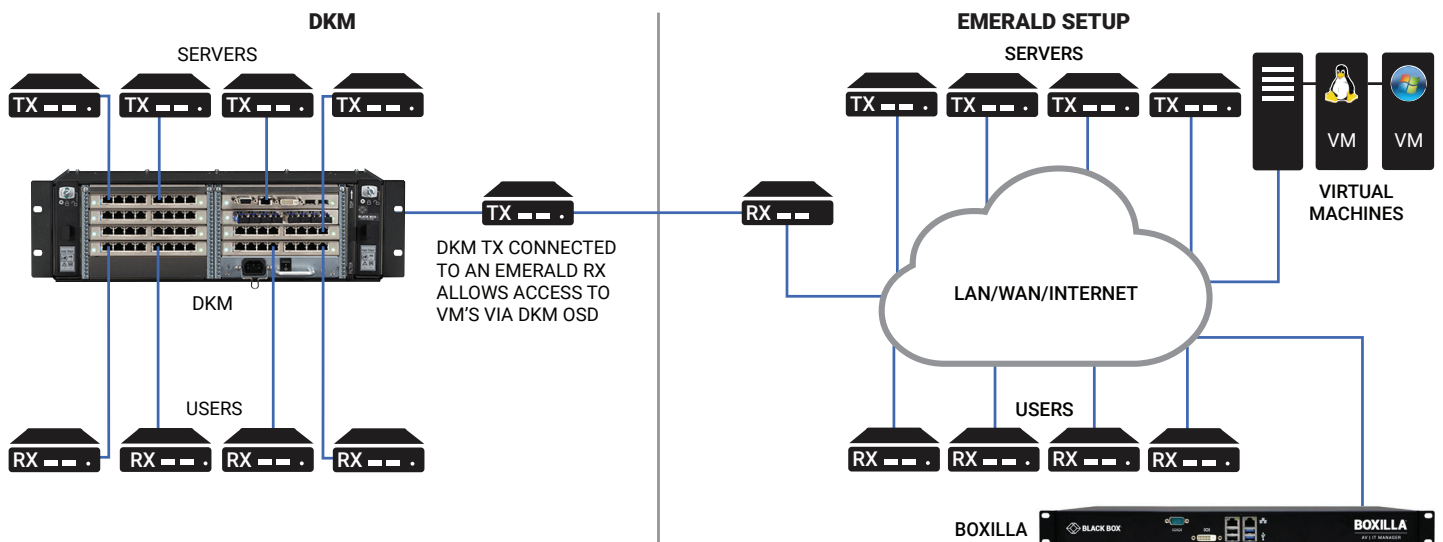 DKM
SERVERS
TX
TX
TX
TX
BLACK BOX
DKM
TX
DKM TX CONNECTED
TO AN EMERALD RX
ALLOWS ACCESS TO
VM'S VIA DKM OSD
USERS
RX
RX
RX
RX
EMERALD SETUP
SERVERS
TX
TX
TX
TX
VM
VM
VIRTUAL
MACHINES
RX
LAN/WAN/INTERNET
USERS
RX
RX
RX
RX
BOXILLA
BLACK BOX
BOXILLA
AV | IT MANAGER